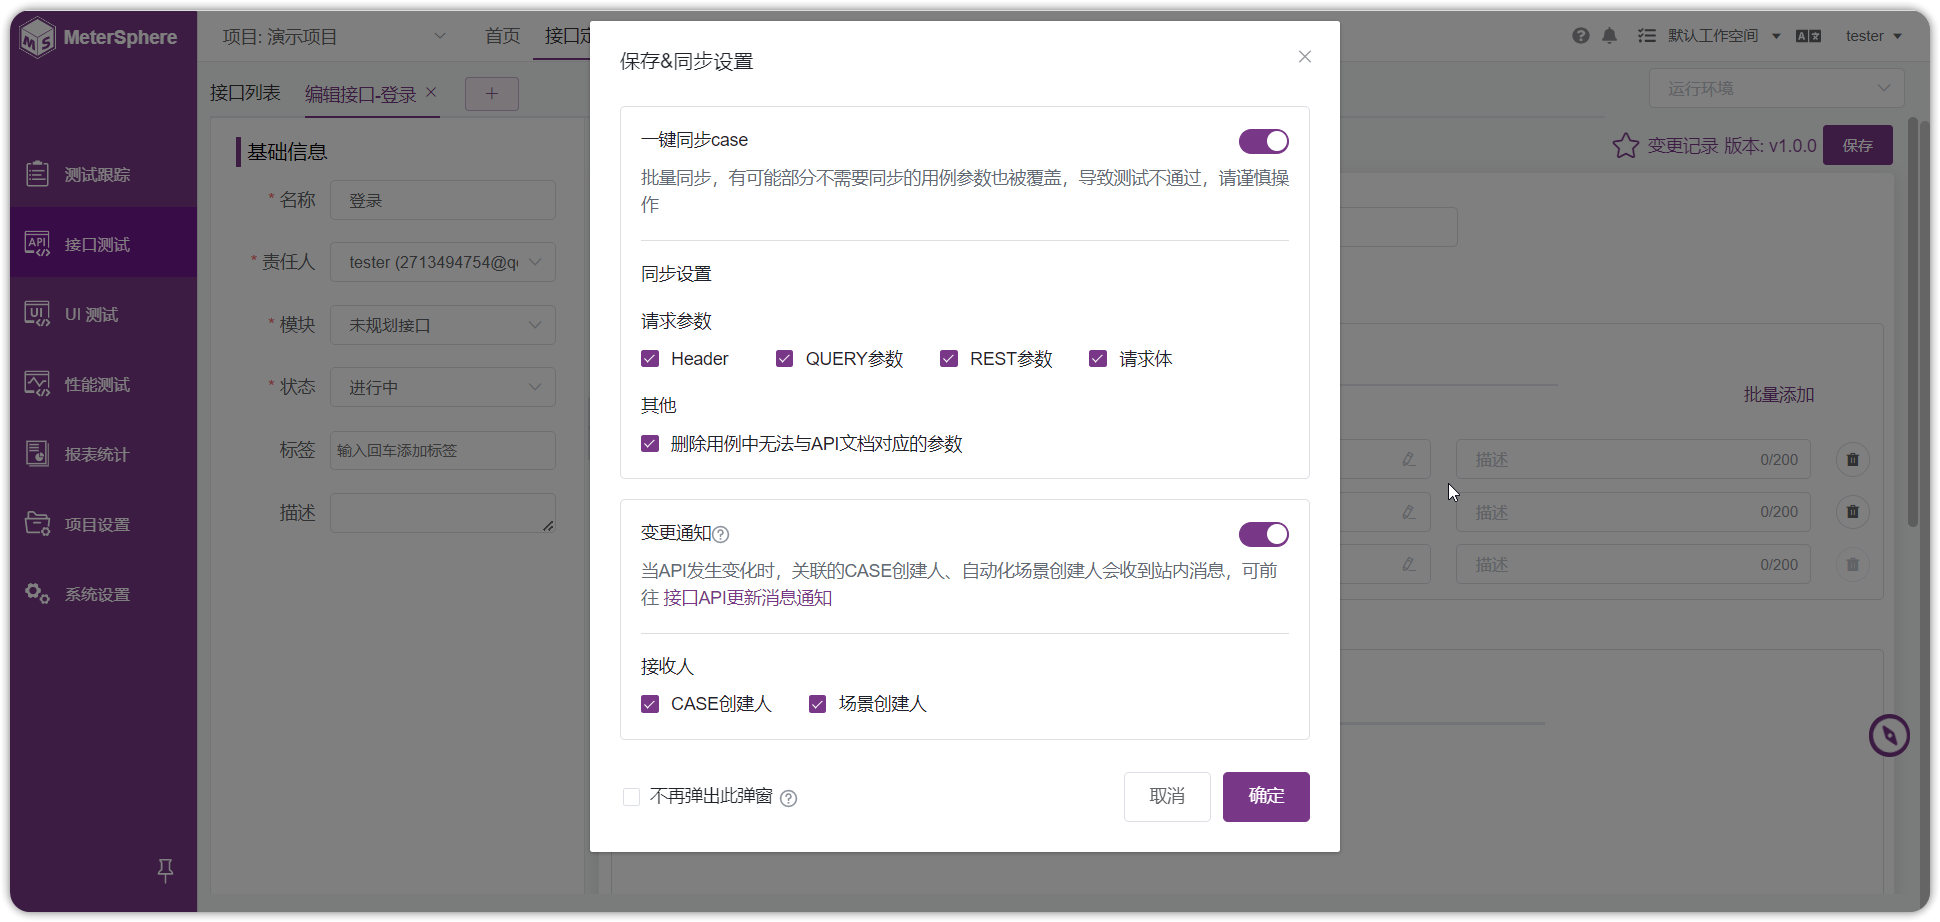 MeterSphere
项目: 演示项目
首页
接口定
默认工作空间
tester
测试跟踪
接口测试
UI 测试
性能测试
报表统计
项目设置
系统设置
接口列表
编辑接口-登录
运行环境
变更记录 版本: v1.0.0
保存
基础信息
* 名称
登录
* 责任人
tester (2713494754@q
* 模块
未规划接口
* 状态
进行中
标签
输入回车添加标签
描述
保存&同步设置
一键同步case
批量同步，有可能部分不需要同步的用例参数也被覆盖，导致测试不通过，请谨慎操
作
同步设置
请求参数
Header
QUERY参数
REST参数
请求体
其他
删除用例中无法与API文档对应的参数
变更通知
当API发生变化时，关联的CASE创建人、自动化场景创建人会收到站内消息，可前
往 接口API更新消息通知
接收人
CASE创建人
场景创建人
不再弹出此弹窗
取消
确定
批量添加
描述
0/200
描述
0/200
描述
0/200